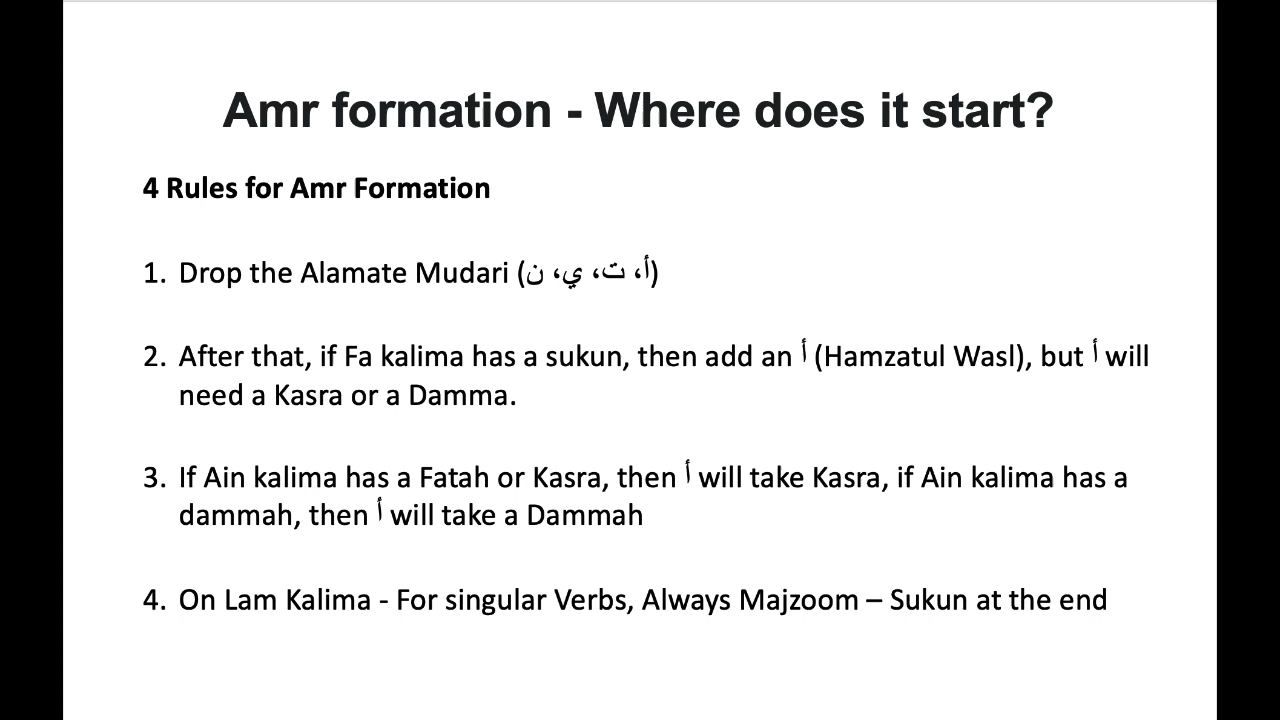 Amr formation - Where does it start?
4 Rules for Amr Formation
1. Drop the Alamate Mudari (أ، ت، ي، ن)
2. After that, if Fa kalima has a sukun, then add an أ (Hamzatul Wasl), but أ will
need a Kasra or a Damma.
3. If Ain kalima has a Fatah or Kasra, then أ will take Kasra, if Ain kalima has a
dammah, then أ will take a Dammah
4. On Lam Kalima - For singular Verbs, Always Majzoom – Sukun at the end